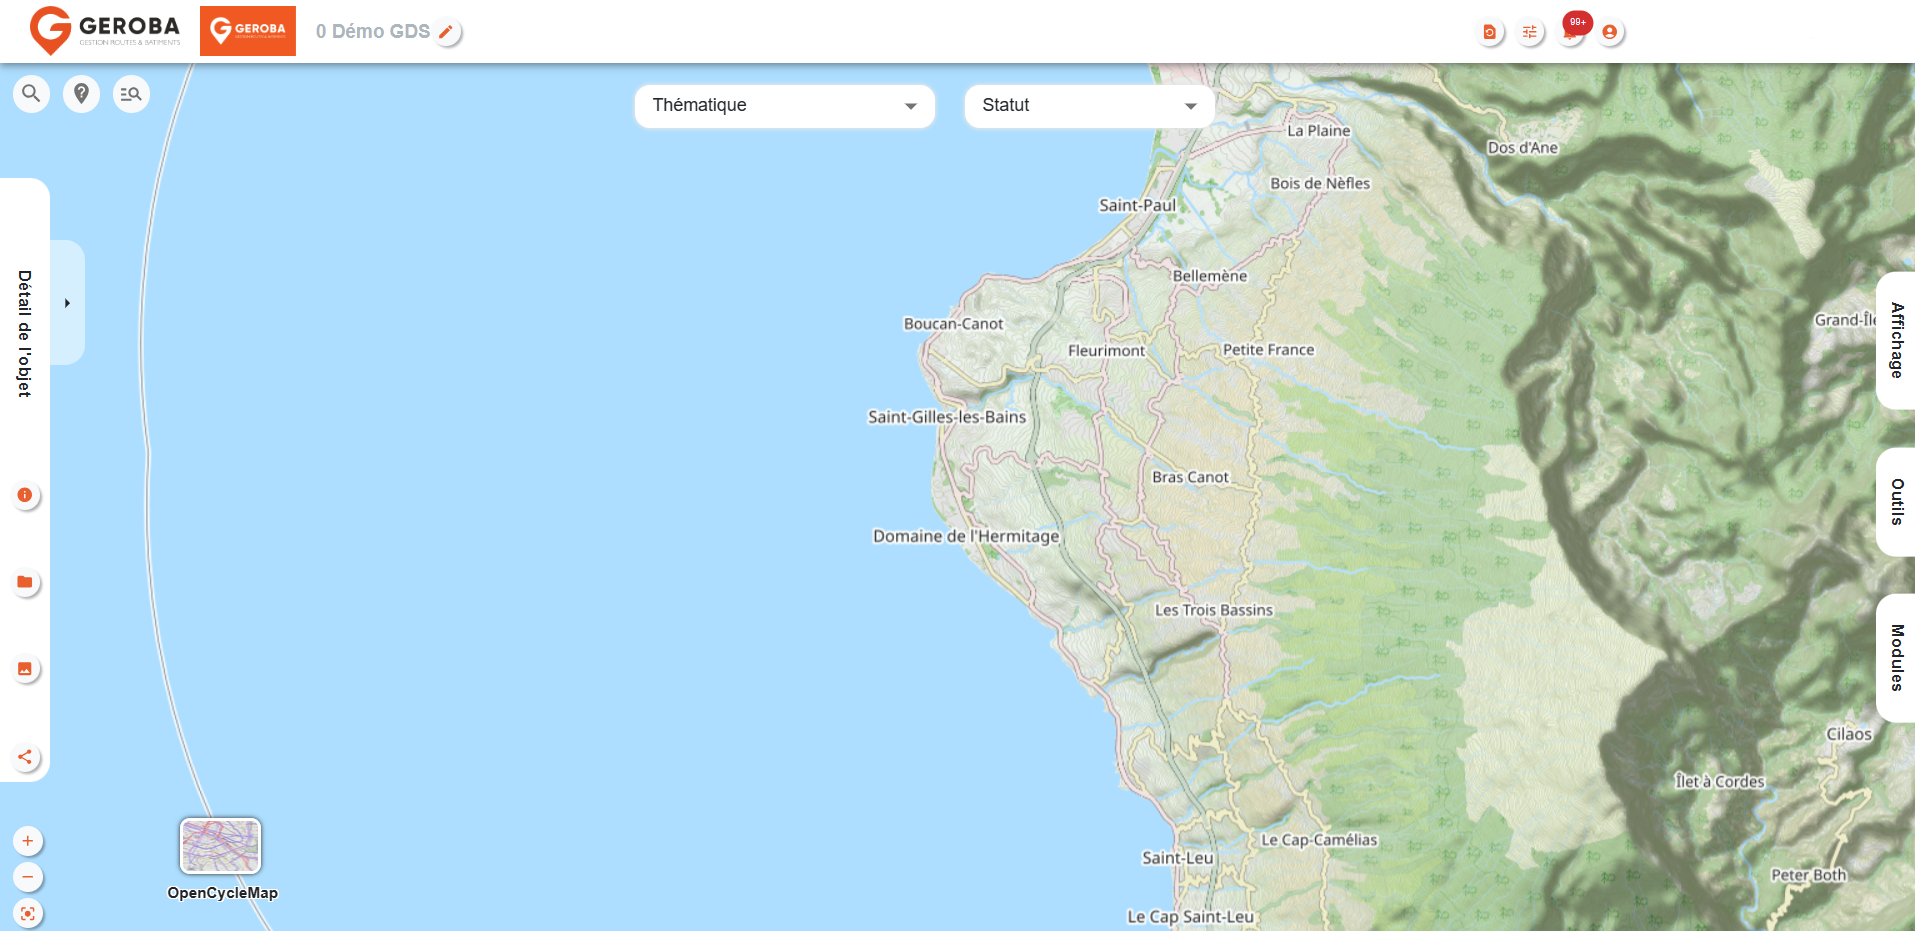 GEROBA
GESTION ROUTES & BATIMENTS
GEROBA
0 Démo GDS
99+
Thématique
Statut
La Plaine
Dos d'Ane
Bois de Nèfles
Saint-Paul
Bellemène
Détail de l'objet
Boucan-Canot
Grand-Îl
Affichage
Fleurimont
Petite France
Saint-Gilles-les-Bains
Bras Canot
Outils
Domaine de l'Hermitage
Les Trois Bassins
Modules
Cilaos
Îlet à Cordes
Le Cap-Camélias
Saint-Leu
Peter Both
OpenCycleMap
Le Cap Saint-Leu